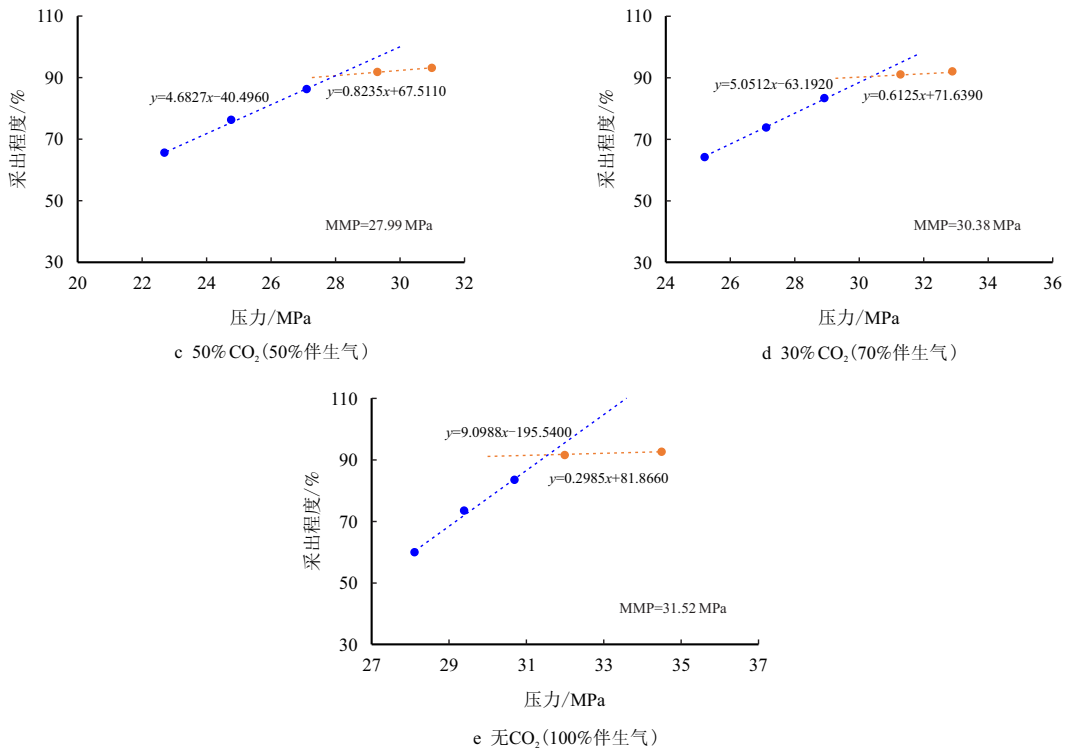 110
90
70
50
30
采出程度/%
y=4.6827x−40.4960
y=0.8235x+67.5110
MMP=27.99 MPa
20 22 24 26 28 30 32
压力/MPa
c 50% CO₂(50%伴生气)
110
90
70
50
30
采出程度/%
y=5.0512x−63.1920
y=0.6125x+71.6390
MMP=30.38 MPa
24 26 28 30 32 34 36
压力/MPa
d 30% CO₂(70%伴生气)
110
90
70
50
30
采出程度/%
y=9.0988x−195.5400
y=0.2985x+81.8660
MMP=31.52 MPa
27 29 31 33 35 37
压力/MPa
e 无CO₂(100%伴生气)